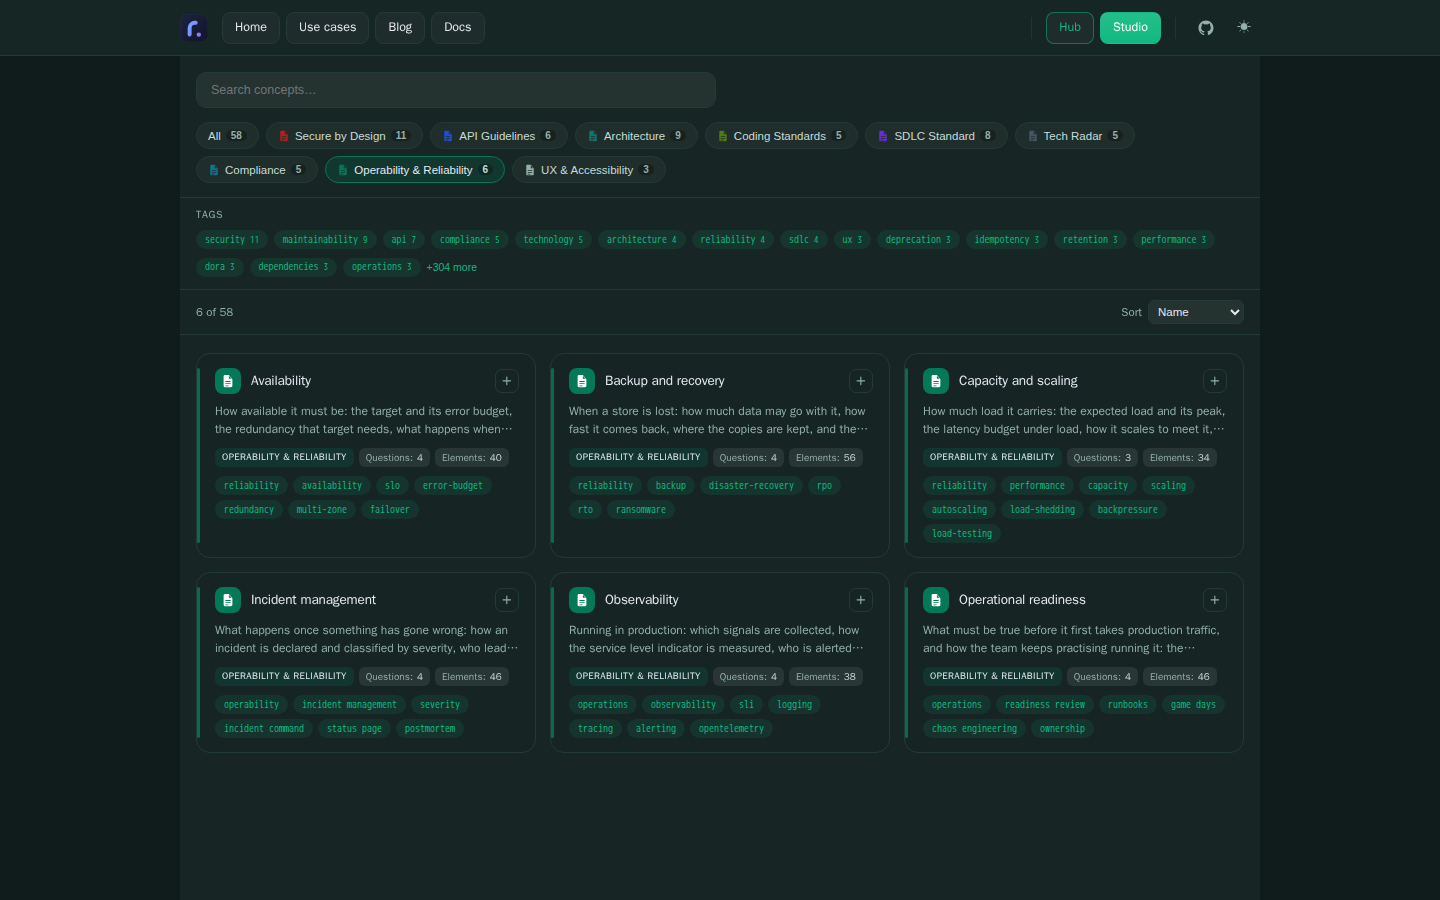 r. Home Use cases Blog Docs Hub Studio
Search concepts...
All 58 Secure by Design 11 API Guidelines 6 Architecture 9 Coding Standards 5 SDLC Standard 8 Tech Radar 5
Compliance 5 Operability & Reliability 6 UX & Accessibility 3
TAGS
security 11 maintainability 9 api 7 compliance 5 technology 5 architecture 4 reliability 4 sdlc 4 ux 3 deprecation 3 idempotency 3 retention 3 performance 3
dora 3 dependencies 3 operations 3 +304 more
6 of 58 Sort Name
Availability
How available it must be: the target and its error budget,
the redundancy that target needs, what happens when…
OPERABILITY & RELIABILITY Questions: 4 Elements: 40
reliability availability slo error-budget
redundancy multi-zone failover
Backup and recovery
When a store is lost: how much data may go with it, how
fast it comes back, where the copies are kept, and the…
OPERABILITY & RELIABILITY Questions: 4 Elements: 56
reliability backup disaster-recovery rpo
rto ransomware
Capacity and scaling
How much load it carries: the expected load and its peak,
the latency budget under load, how it scales to meet it,…
OPERABILITY & RELIABILITY Questions: 3 Elements: 34
reliability performance capacity scaling
autoscaling load-shedding backpressure
load-testing
Incident management
What happens once something has gone wrong: how an
incident is declared and classified by severity, who lead…
OPERABILITY & RELIABILITY Questions: 4 Elements: 46
operability incident management severity
incident command status page postmortem
Observability
Running in production: which signals are collected, how
the service level indicator is measured, who is alerted…
OPERABILITY & RELIABILITY Questions: 4 Elements: 38
operations observability sli logging
tracing alerting opentelemetry
Operational readiness
What must be true before it first takes production traffic,
and how the team keeps practising running it: the…
OPERABILITY & RELIABILITY Questions: 4 Elements: 46
operations readiness review runbooks game days
chaos engineering ownership